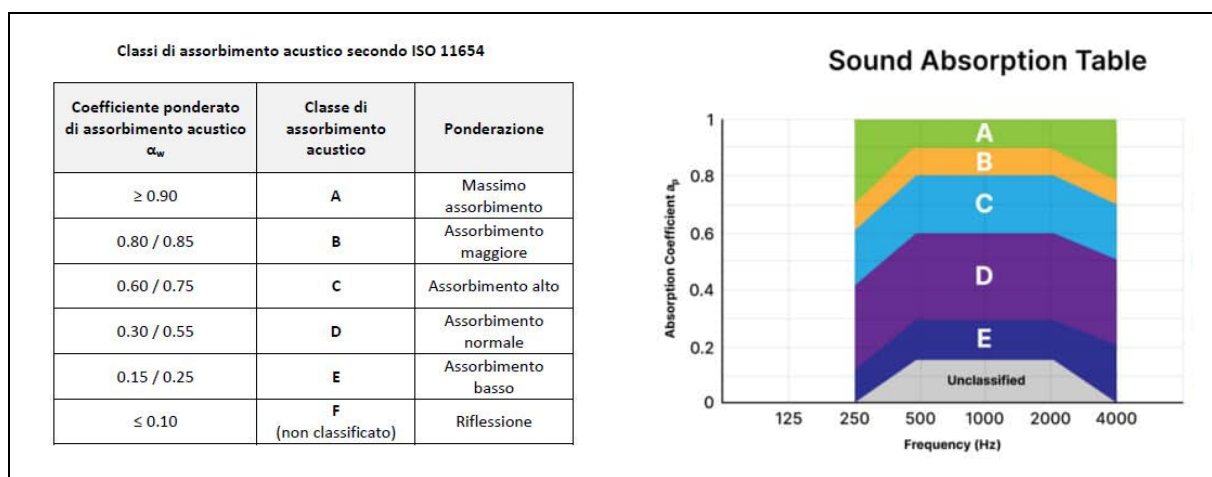 Classi di assorbimento acustico secondo ISO 11654
Coefficiente ponderato
di assorbimento acustico
αw
Classe di
assorbimento
acustico
Ponderazione
≥ 0.90
A
Massimo
assorbimento
0.80 / 0.85
B
Assorbimento
maggiore
0.60 / 0.75
C
Assorbimento alto
0.30 / 0.55
D
Assorbimento
normale
0.15 / 0.25
E
Assorbimento
basso
≤ 0.10
F
(non classificato)
Riflessione
Sound Absorption Table
Absorption Coefficient ap
1
0.8
0.6
0.4
0.2
0
A
B
C
D
E
Unclassified
125
250
500
1000
2000
4000
Frequency (Hz)